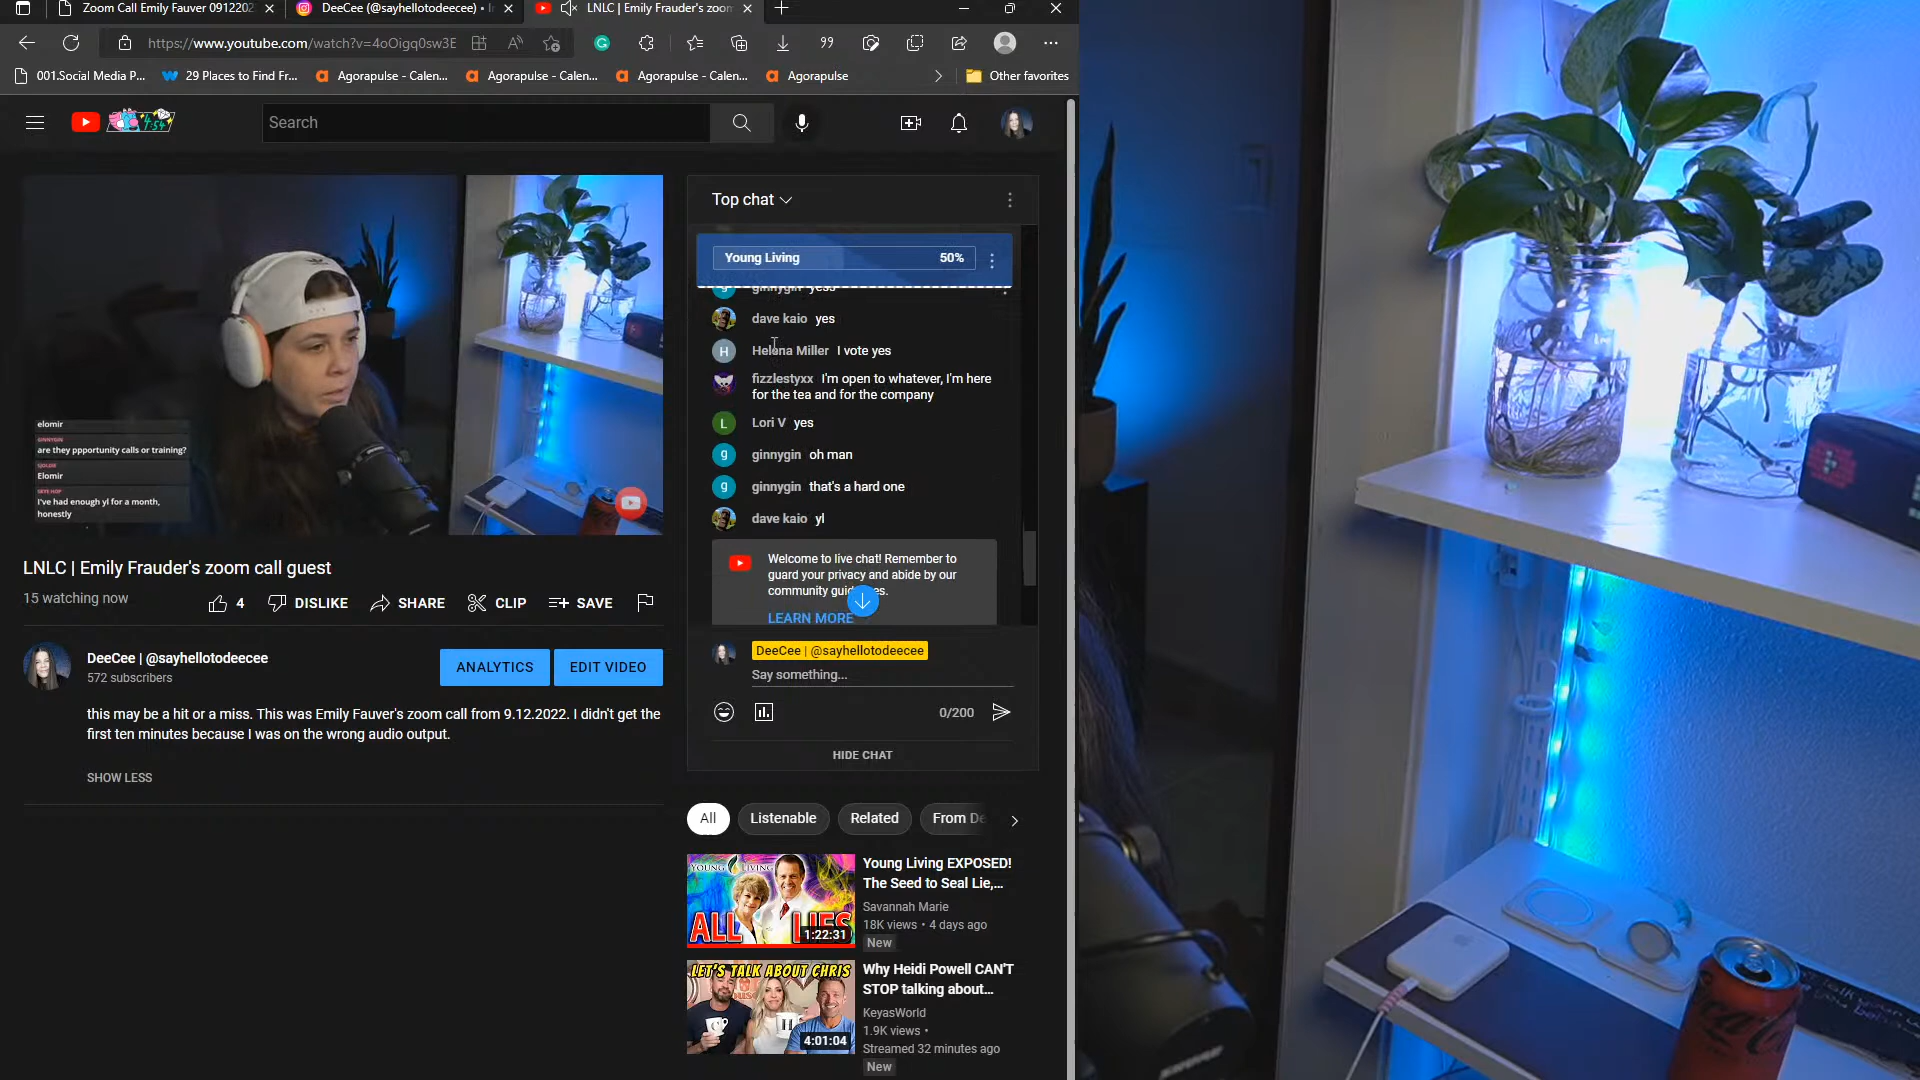 Zoom Call Emily Fauver 091220
DeeCee (@sayhellotodeecee) •
LNLC | Emily Frauder's zoom
https://www.youtube.com/watch?v=4oOigq0sw3E
001.Social Media P...
29 Places to Find Fr...
Agorapulse - Calen...
Agorapulse - Calen...
Agorapulse - Calen...
Agorapulse
Other favorites
4:54
Search
elomir
GINNYGIN
are they ppportunity calls or training?
Elomir
I've had enough yl for a month,
honestly
LNLC | Emily Frauder's zoom call guest
15 watching now
4
DISLIKE
SHARE
CLIP
SAVE
DeeCee | @sayhellotodeecee
572 subscribers
ANALYTICS
EDIT VIDEO
this may be a hit or a miss. This was Emily Fauver's zoom call from 9.12.2022. I didn't get the
first ten minutes because I was on the wrong audio output.
SHOW LESS
Top chat
Young Living 50%
ginnygin yess
dave kaio yes
Helena Miller I vote yes
fizzlestyxx I'm open to whatever, I'm here
for the tea and for the company
Lori V yes
ginnygin oh man
ginnygin that's a hard one
dave kaio yl
Welcome to live chat! Remember to
guard your privacy and abide by our
community
LEARN MORE
DeeCee | @sayhellotodeecee
Say something...
0/200
HIDE CHAT
All
Listenable
Related
From De
YOUNG LIVING
ALL LIES
1:22:31
Young Living EXPOSED!
The Seed to Seal Lie,...
Savannah Marie
18K views • 4 days ago
New
LET'S TALK ABOUT CHRIS
4:01:04
Why Heidi Powell CAN'T
STOP talking about...
KeyasWorld
1.9K views •
Streamed 32 minutes ago
New